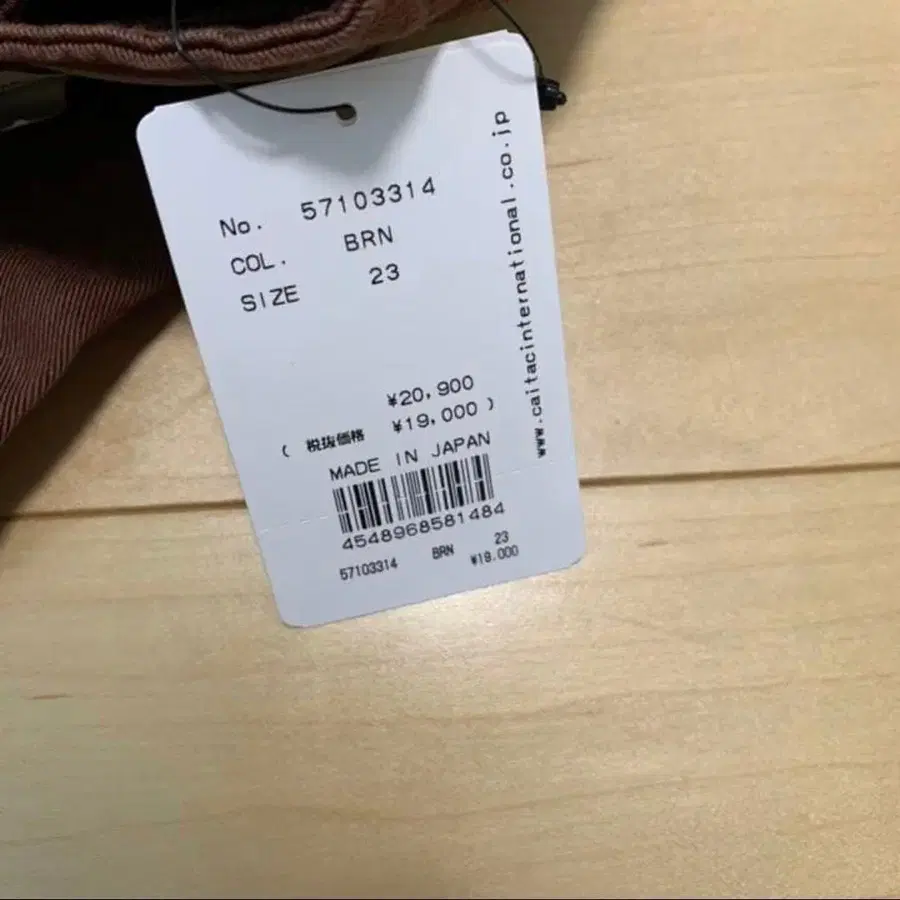 No. 57103314
COL. BRN
SIZE 23
¥20,900
( 税抜価格 ¥19,000 )
MADE IN JAPAN
4548968581484
57103314 BRN 23
¥19,000
www.caitacinternational.co.jp